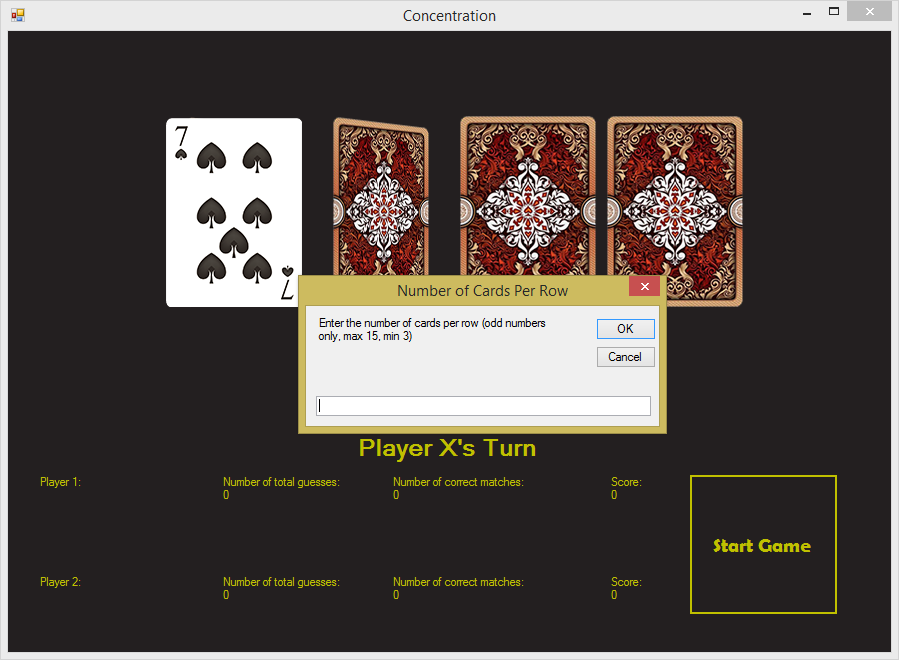 Concentration
7
7
Number of Cards Per Row
Enter the number of cards per row (odd numbers
only, max 15, min 3)
OK
Cancel
Player X's Turn
Player 1:
Number of total guesses:
0
Number of correct matches:
0
Score:
0
Start Game
Player 2:
Number of total guesses:
0
Number of correct matches:
0
Score:
0